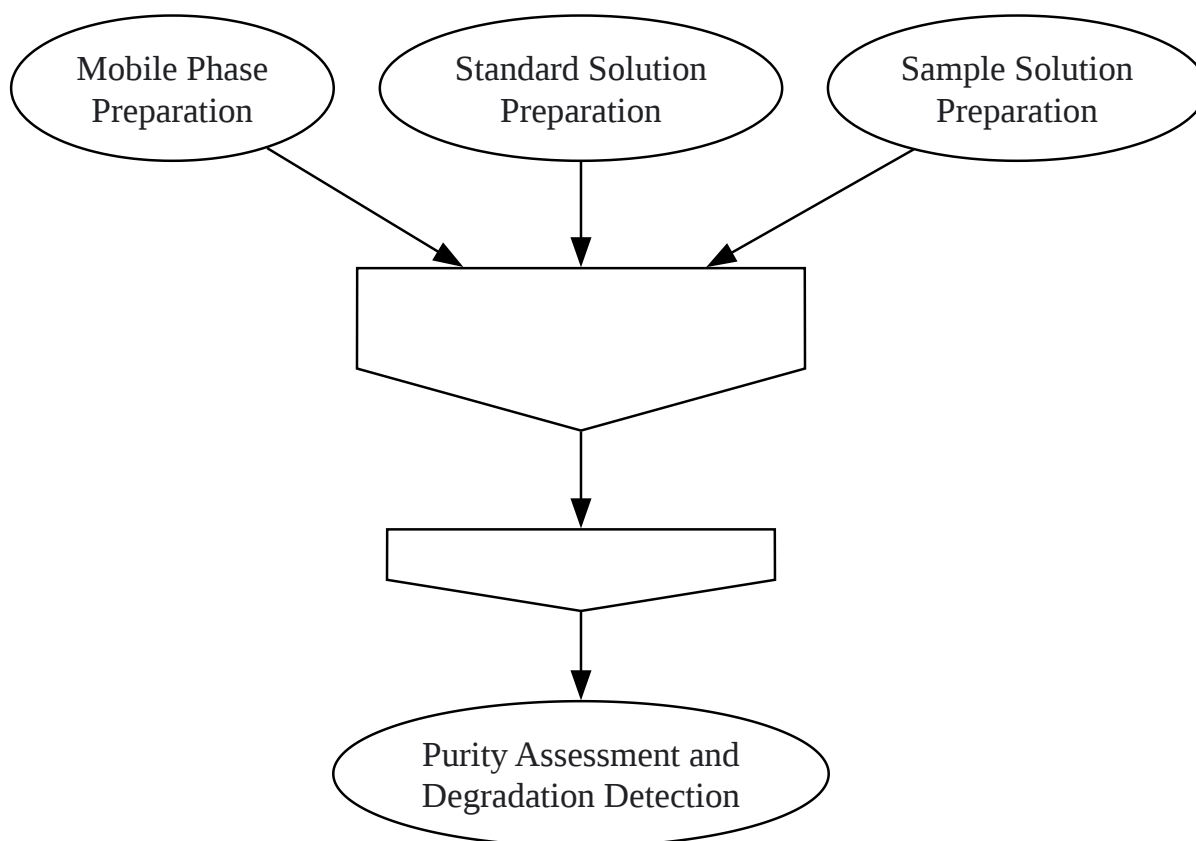 Mobile Phase
Preparation
Standard Solution
Preparation
Sample Solution
Preparation
Purity Assessment and
Degradation Detection